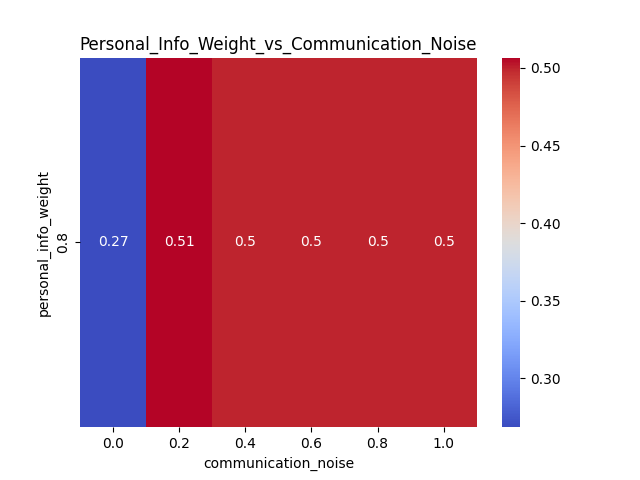 Personal_Info_Weight_vs_Communication_Noise
personal_info_weight
0.8
0.27 0.51 0.5 0.5 0.5 0.5
0.0 0.2 0.4 0.6 0.8 1.0
communication_noise
0.50
0.45
0.40
0.35
0.30